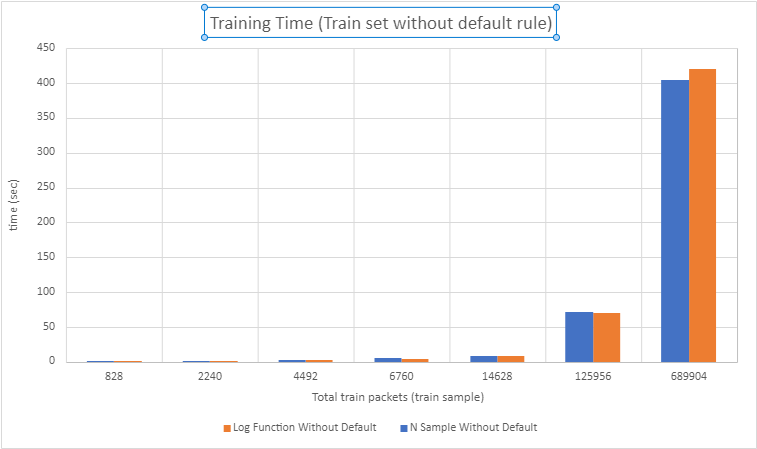 Training Time (Train set without default rule)
450
400
350
300
250
200
150
100
50
0
time (sec)
828 2240 4492 6760 14628 125956 689904
Total train packets (train sample)
Log Function Without Default N Sample Without Default